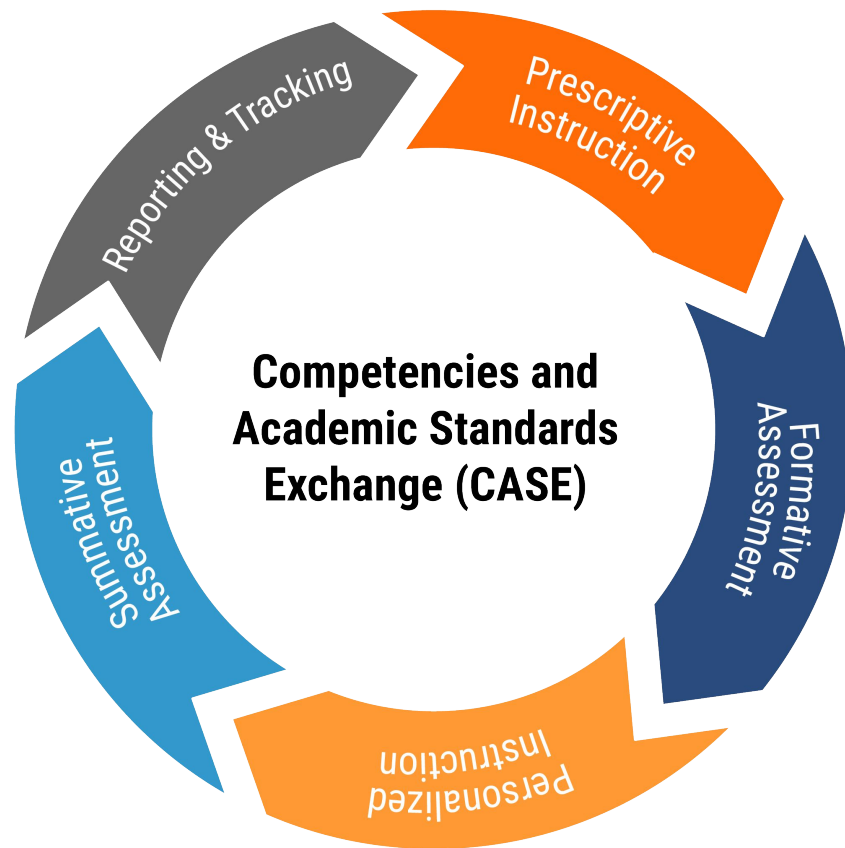 Prescriptive
Instruction
Formative
Assessment
Personalized
Instruction
Summative
Assessment
Reporting & Tracking
Competencies and
Academic Standards
Exchange (CASE)